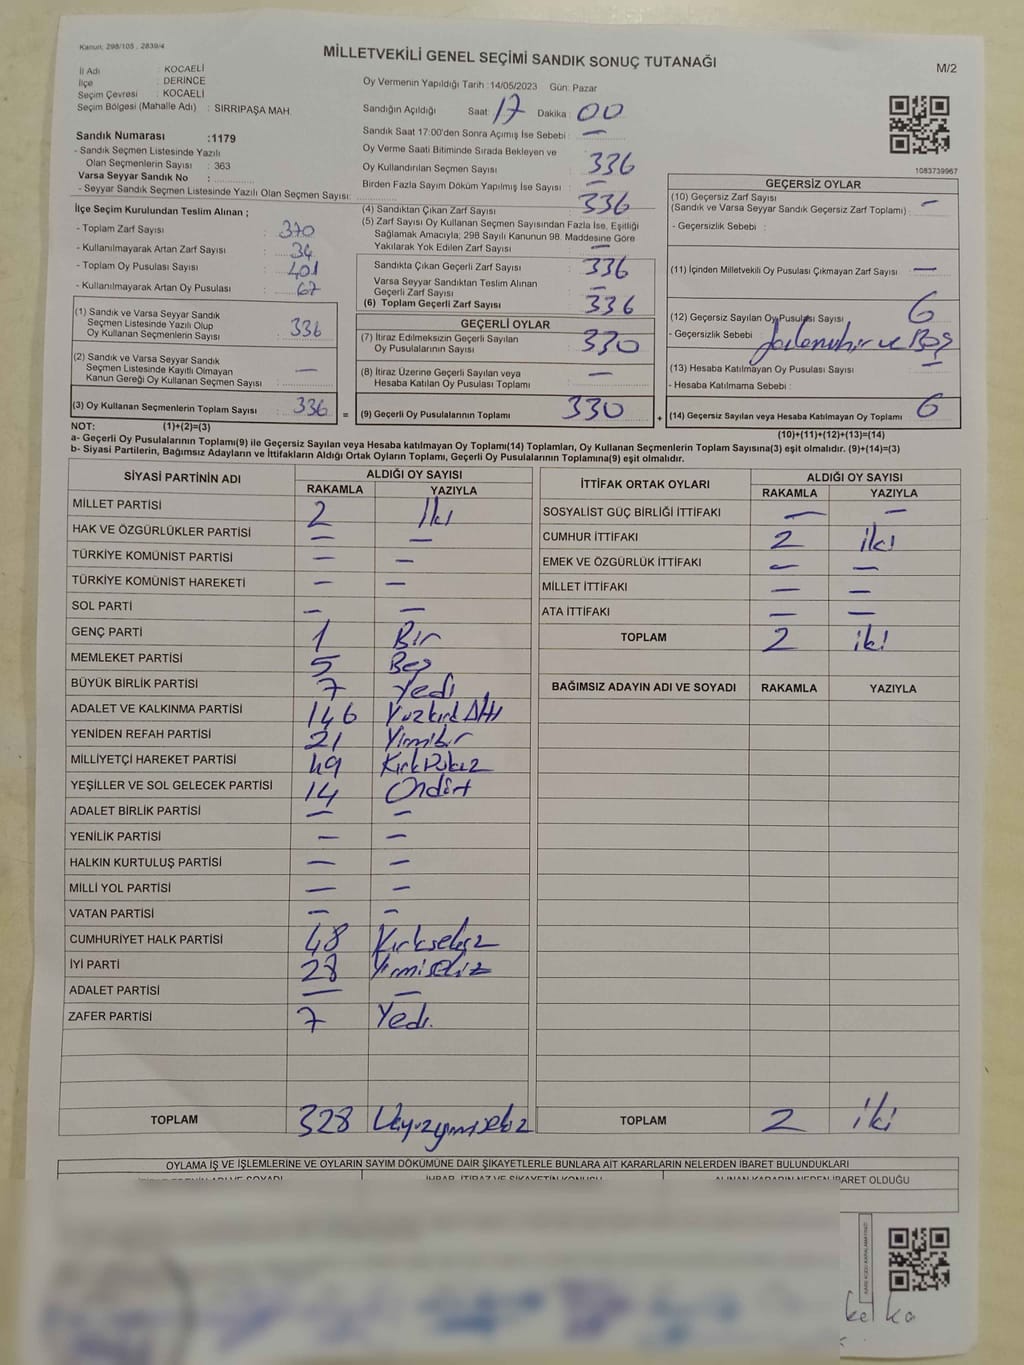 Kanun. 298/105 , 2839/4
MİLLETVEKİLİ GENEL SEÇİMİ SANDIK SONUÇ TUTANAĞI
M/2
İl Adı : KOCAELİ
İlçe : DERİNCE
Seçim Çevresi : KOCAELİ
Seçim Bölgesi (Mahalle Adı) : SIRRIPAŞA MAH.
Oy Vermenin Yapıldığı Tarih :14/05/2023 Gün: Pazar
Sandığın Açıldığı Saat: 17 Dakika : 00
Sandık Saat 17:00'den Sonra Açımış İse Sebebi : —
Sandık Numarası :1179
- Sandık Seçmen Listesinde Yazılı
Olan Seçmenlerin Sayısı : 363
Varsa Seyyar Sandık No :
- Seyyar Sandık Seçmen Listesinde Yazılı Olan Seçmen Sayısı:
Oy Verme Saati Bitiminde Sırada Bekleyen ve
Oy Kullandırılan Seçmen Sayısı : 336
Birden Fazla Sayım Döküm Yapılmış İse Sayısı : —
1083739967
İlçe Seçim Kurulundan Teslim Alınan ;
- Toplam Zarf Sayısı : 370
- Kullanılmayarak Artan Zarf Sayısı : 34
- Toplam Oy Pusulası Sayısı : 401
- Kullanılmayarak Artan Oy Pusulası : 67
(4) Sandıktan Çıkan Zarf Sayısı : 336
(5) Zarf Sayısı Oy Kullanan Seçmen Sayısından Fazla İse, Eşitliği
Sağlamak Amacıyla; 298 Sayılı Kanunun 98. Maddesine Göre
Yakılarak Yok Edilen Zarf Sayısı : —
Sandıkta Çıkan Geçerli Zarf Sayısı : 336
Varsa Seyyar Sandıktan Teslim Alınan
Geçerli Zarf Sayısı : —
(6) Toplam Geçerli Zarf Sayısı : 336
GEÇERSİZ OYLAR
(10) Geçersiz Zarf Sayısı
(Sandık ve Varsa Seyyar Sandık Geçersiz Zarf Toplamı) : —
- Geçersizlik Sebebi :
(11) İçinden Milletvekili Oy Pusulası Çıkmayan Zarf Sayısı : —
(12) Geçersiz Sayılan Oy Pusulası Sayısı : 6
- Geçersizlik Sebebi : ve Boş
(13) Hesaba Katılmayan Oy Pusulası Sayısı : —
- Hesaba Katılmama Sebebi :
(14) Geçersiz Sayılan veya Hesaba Katılmayan Oy Toplamı : 6
(10)+(11)+(12)+(13)=(14)
(1) Sandık ve Varsa Seyyar Sandık
Seçmen Listesinde Yazılı Olup
Oy Kullanan Seçmenlerin Sayısı : 336
(2) Sandık ve Varsa Seyyar Sandık
Seçmen Listesinde Kayıtlı Olmayan
Kanun Gereği Oy Kullanan Seçmen Sayısı : —
(3) Oy Kullanan Seçmenlerin Toplam Sayısı : 336 =
GEÇERLİ OYLAR
(7) İtiraz Edilmeksizin Geçerli Sayılan
Oy Pusulalarının Sayısı : 330
(8) İtiraz Üzerine Geçerli Sayılan veya
Hesaba Katılan Oy Pusulası Toplamı : —
(9) Geçerli Oy Pusulalarının Toplamı : 330 +
NOT: (1)+(2)=(3)
a- Geçerli Oy Pusulalarının Toplamı(9) ile Geçersiz Sayılan veya Hesaba katılmayan Oy Toplamı(14) Toplamları, Oy Kullanan Seçmenlerin Toplam Sayısına(3) eşit olmalıdır. (9)+(14)=(3)
b- Siyasi Partilerin, Bağımsız Adayların ve İttifakların Aldığı Ortak Oyların Toplamı, Geçerli Oy Pusulalarının Toplamına(9) eşit olmalıdır.
SİYASİ PARTİNİN ADI ALDIĞI OY SAYISI
RAKAMLA YAZIYLA
MİLLET PARTİSİ 2 İki
HAK VE ÖZGÜRLÜKLER PARTİSİ — —
TÜRKİYE KOMÜNİST PARTİSİ — —
TÜRKİYE KOMÜNİST HAREKETİ — —
SOL PARTİ — —
GENÇ PARTİ 1 Bir
MEMLEKET PARTİSİ 5 Beş
BÜYÜK BİRLİK PARTİSİ 7 Yedi
ADALET VE KALKINMA PARTİSİ 146 Yüzkırk Altı
YENİDEN REFAH PARTİSİ 21 Yirmibir
MİLLİYETÇİ HAREKET PARTİSİ 49 Kırk Dokuz
YEŞİLLER VE SOL GELECEK PARTİSİ 14 Ondört
ADALET BİRLİK PARTİSİ — —
YENİLİK PARTİSİ — —
HALKIN KURTULUŞ PARTİSİ — —
MİLLİ YOL PARTİSİ — —
VATAN PARTİSİ — —
CUMHURİYET HALK PARTİSİ 48 Kırksekiz
İYİ PARTİ 28 Yirmisekiz
ADALET PARTİSİ — —
ZAFER PARTİSİ 7 Yedi.
TOPLAM 328 Üçyüzyirmisekiz
İTTİFAK ORTAK OYLARI ALDIĞI OY SAYISI
RAKAMLA YAZIYLA
SOSYALİST GÜÇ BİRLİĞİ İTTİFAKI — —
CUMHUR İTTİFAKI 2 iki
EMEK VE ÖZGÜRLÜK İTTİFAKI — —
MİLLET İTTİFAKI — —
ATA İTTİFAKI — —
TOPLAM 2 iki
BAĞIMSIZ ADAYIN ADI VE SOYADI RAKAMLA YAZIYLA
TOPLAM 2 iki
OYLAMA İŞ VE İŞLEMLERİNE VE OYLARIN SAYIM DÖKÜMÜNE DAİR ŞİKAYETLERLE BUNLARA AİT KARARLARIN NELERDEN İBARET BULUNDUKLARI
İHBAR, İTİRAZ VE ŞİKAYETİN KONUSU ALINAN KARARIN NEDEN İBARET OLDUĞU